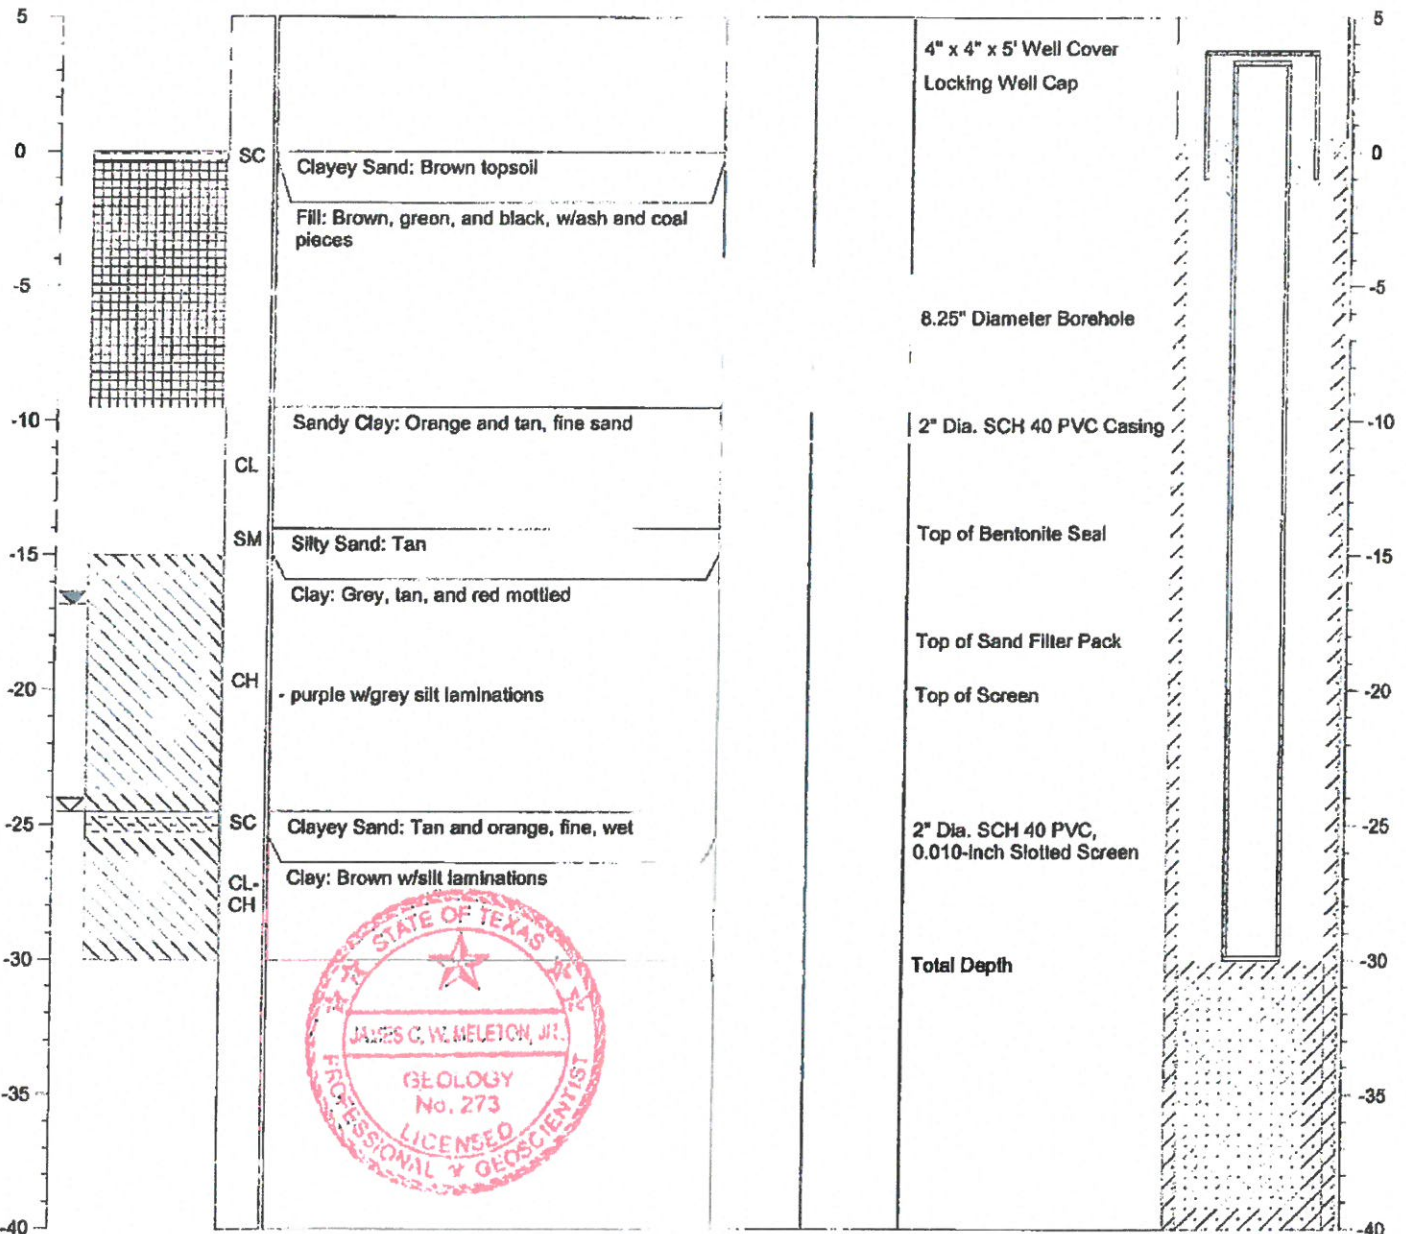 5
0
-5
-10
-15
-20
-25
-30
-35
-40
SC
CL
SM
CH
SC
CL-
CH
Clayey Sand: Brown topsoil
Fill: Brown, green, and black, w/ash and coal
pieces
Sandy Clay: Orange and tan, fine sand
Silty Sand: Tan
Clay: Grey, tan, and red mottled
- purple w/grey silt laminations
Clayey Sand: Tan and orange, fine, wet
Clay: Brown w/silt laminations
STATE OF TEXAS
JAMES C. W. MELETON, JR.
GEOLOGY
No. 273
LICENSED
PROFESSIONAL GEOSCIENTIST
4" x 4" x 5' Well Cover
Locking Well Cap
8.25" Diameter Borehole
2" Dia. SCH 40 PVC Casing
Top of Bentonite Seal
Top of Sand Filter Pack
Top of Screen
2" Dia. SCH 40 PVC,
0.010-inch Slotted Screen
Total Depth
5
0
-5
-10
-15
-20
-25
-30
-35
-40